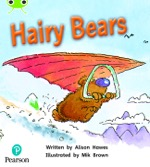 Hairy Bears
Written by Alison Hawes
Illustrated by Mik Brown
Pearson